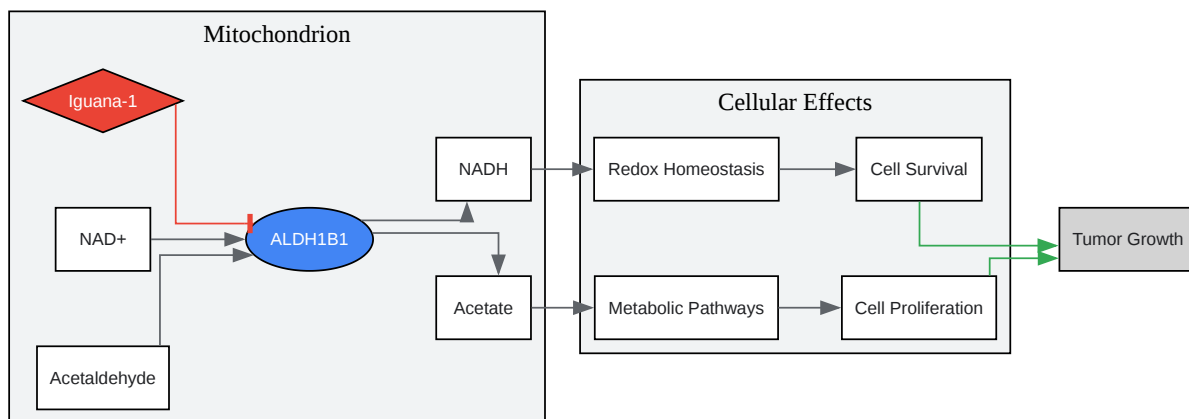 Mitochondrion
Iguana-1
NAD+
Acetaldehyde
ALDH1B1
NADH
Acetate
Cellular Effects
Redox Homeostasis
Cell Survival
Metabolic Pathways
Cell Proliferation
Tumor Growth